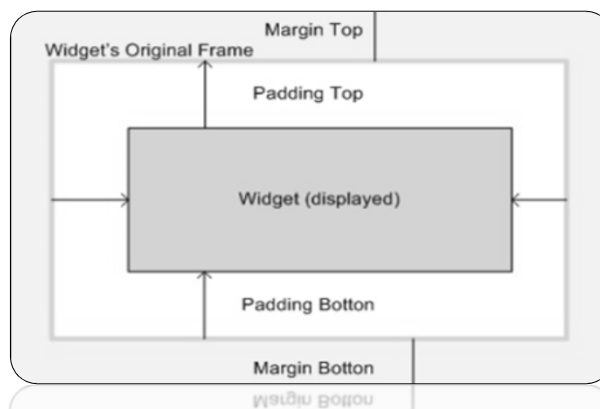 Margin Top
Widget's Original Frame
Padding Top
Widget (displayed)
Padding Botton
Margin Botton